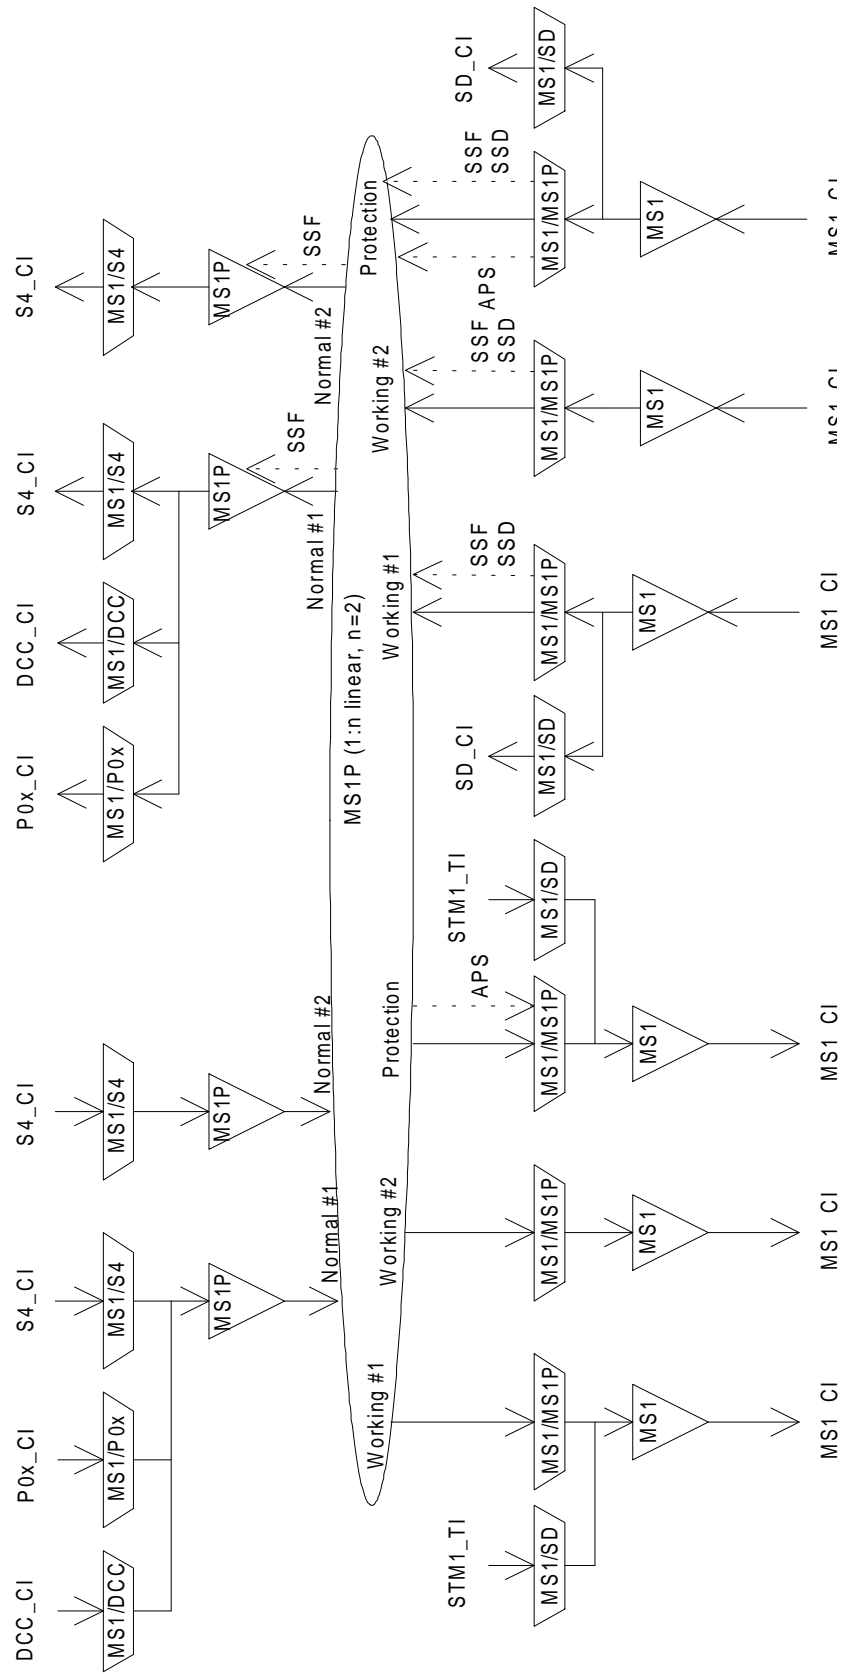 DCC_CI
P0x_CI
S4_CI
S4_CI
P0x_CI
DCC_CI
S4_CI
S4_CI
MS1/DCC
MS1/P0x
MS1/S4
MS1/S4
MS1/P0x
MS1/DCC
MS1/S4
MS1/S4
MS1P
MS1P
MS1P
MS1P
SSF
SSF
Normal #1
Normal #2
Normal #1
Normal #2
MS1P (1:n linear, n=2)
Working #1
Working #2
Protection
Working #1
Working #2
Protection
STM1_TI
APS
STM1_TI
SD_CI
SSF
SSD
SSF
SSD
APS
SSF
SSD
SD_CI
MS1/SD
MS1/MS1P
MS1/MS1P
MS1/MS1P
MS1/SD
MS1/SD
MS1/MS1P
MS1/MS1P
MS1/MS1P
MS1/SD
MS1
MS1
MS1
MS1
MS1
MS1
MS1 CI
MS1 CI
MS1 CI
MS1 CI
MS1 CI
MS1 CI